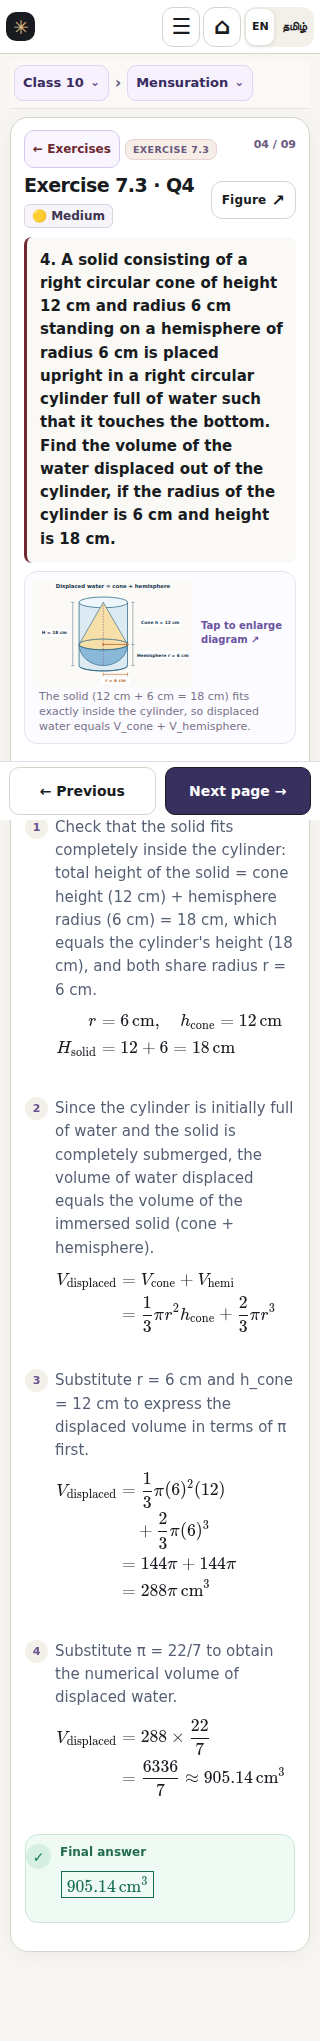 EN தமிழ்
Class 10 › Mensuration
← Exercises EXERCISE 7.3 04 / 09
Exercise 7.3 · Q4
Figure ↗
Medium
4. A solid consisting of a
right circular cone of height
12 cm and radius 6 cm
standing on a hemisphere of
radius 6 cm is placed
upright in a right circular
cylinder full of water such
that it touches the bottom.
Find the volume of the
water displaced out of the
cylinder, if the radius of the
cylinder is 6 cm and height
is 18 cm.
Displaced water = cone + hemisphere
Cone h = 12 cm
H = 18 cm
Hemisphere r = 6 cm
r = 6 cm
Tap to enlarge
diagram ↗
The solid (12 cm + 6 cm = 18 cm) fits
exactly inside the cylinder, so displaced
water equals V_cone + V_hemisphere.
← Previous Next page →
1 Check that the solid fits
completely inside the cylinder:
total height of the solid = cone
height (12 cm) + hemisphere
radius (6 cm) = 18 cm, which
equals the cylinder's height (18
cm), and both share radius r =
6 cm.
r = 6 cm, h_cone = 12 cm
H_solid = 12 + 6 = 18 cm
2 Since the cylinder is initially full
of water and the solid is
completely submerged, the
volume of water displaced
equals the volume of the
immersed solid (cone +
hemisphere).
V_displaced = V_cone + V_hemi
= 1/3 πr²h_cone + 2/3 πr³
3 Substitute r = 6 cm and h_cone
= 12 cm to express the
displaced volume in terms of π
first.
V_displaced = 1/3 π(6)²(12)
+ 2/3 π(6)³
= 144π + 144π
= 288π cm³
4 Substitute π = 22/7 to obtain
the numerical volume of
displaced water.
V_displaced = 288 × 22/7
= 6336/7 ≈ 905.14 cm³
✓ Final answer
905.14 cm³